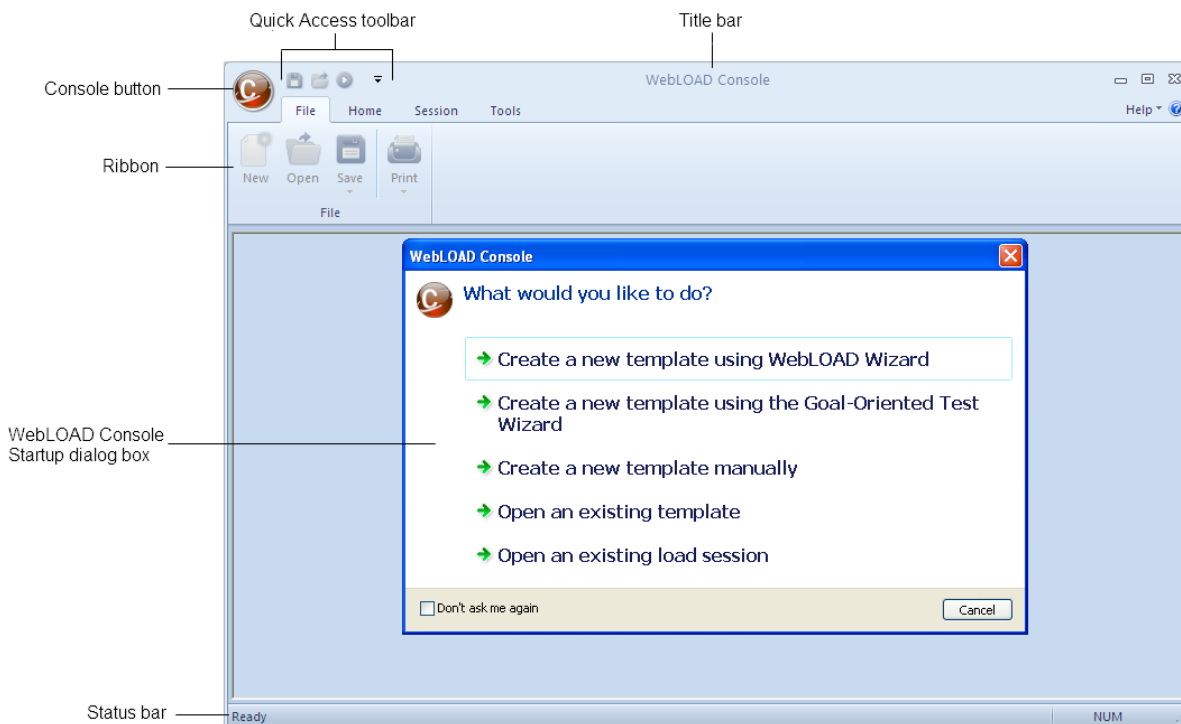 Quick Access toolbar
Title bar
Console button
WebLOAD Console
File
Home
Session
Tools
Help
Ribbon
New
Open
Save
Print
File
WebLOAD Console
What would you like to do?
Create a new template using WebLOAD Wizard
Create a new template using the Goal-Oriented Test
Wizard
WebLOAD Console
Startup dialog box
Create a new template manually
Open an existing template
Open an existing load session
Don't ask me again
Cancel
Status bar
Ready
NUM